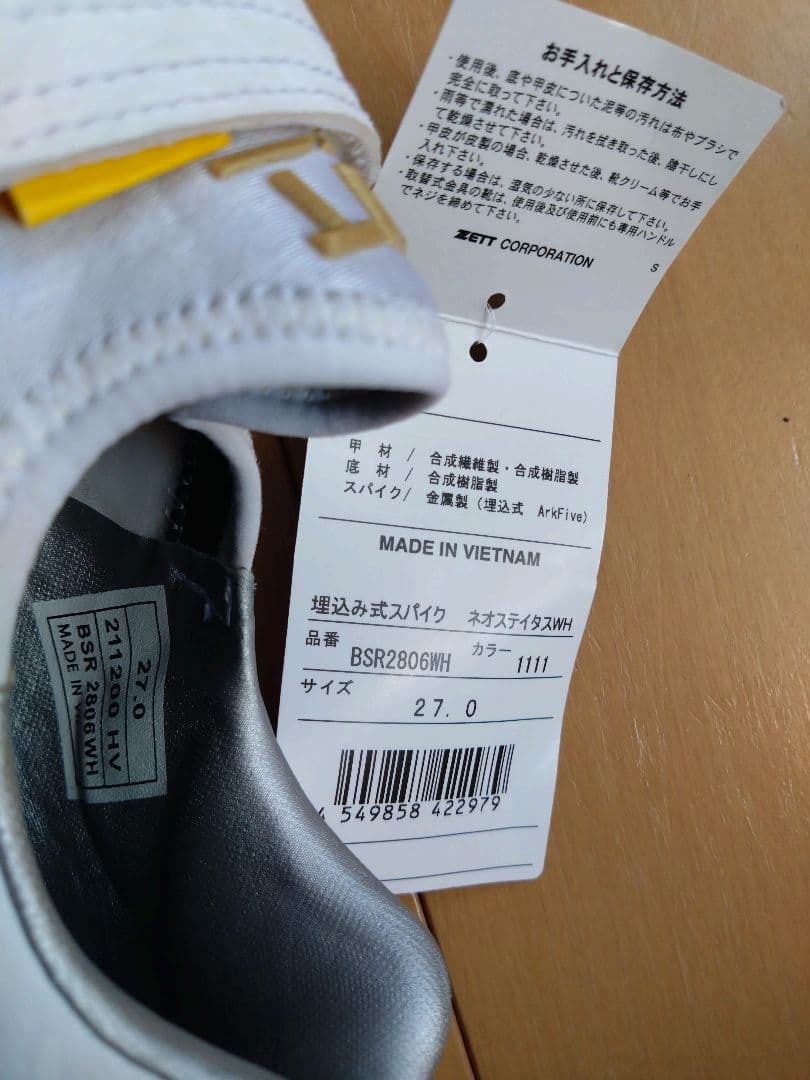 お手入れと保存方法
・使用後、底や甲皮についた泥等の汚れは布やブラシで
完全に取って下さい。
・雨等で濡れた場合は、汚れを拭き取った後、陰干しにし
て乾燥させて下さい。
・甲皮が皮製の場合、乾燥させた後、靴クリーム等でお手
入れ下さい。
・保存する場合は、湿気の少ない所に保存して下さい。
・取替式金具の靴は、使用後及び使用前にも専用ハンドル
でネジを締めて下さい。
ZETT CORPORATION
S
甲 材 / 合成繊維製・合成樹脂製
底 材 / 合成樹脂製
スパイク/ 金属製 (埋込式 ArkFive)
MADE IN VIETNAM
埋込み式スパイク ネオステイタスWH
品番 BSR2806WH カラー 1111
サイズ 27.0
4 549858 422979
27.0
211200 HV
BSR 2806WH
MADE IN